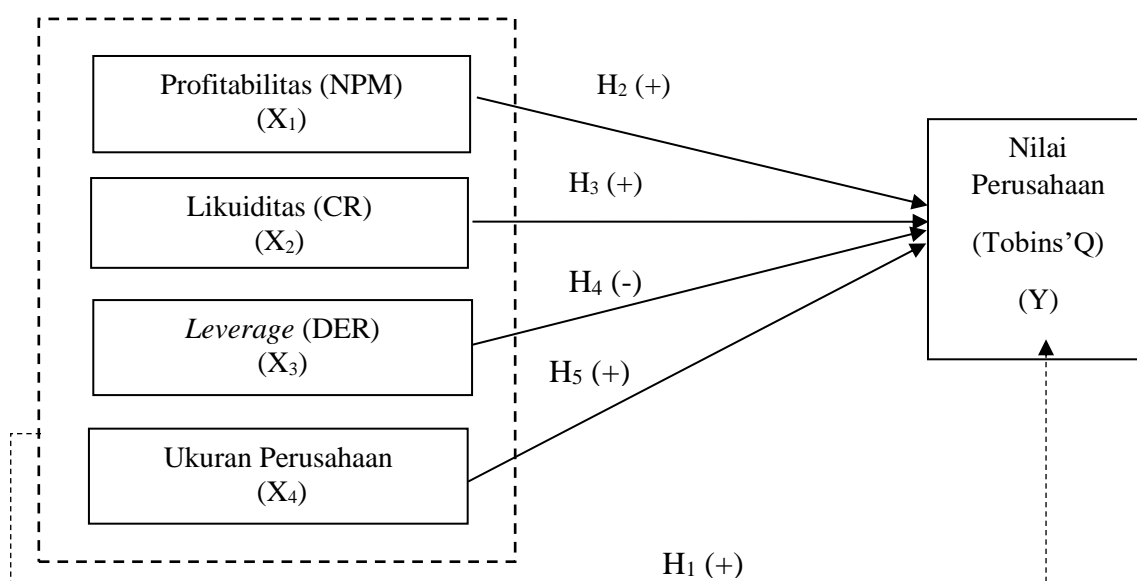 Profitabilitas (NPM)
(X₁)
H₂ (+)
Likuiditas (CR)
(X₂)
H₃ (+)
Leverage (DER)
(X₃)
H₄ (-)
Ukuran Perusahaan
(X₄)
H₅ (+)
Nilai
Perusahaan
(Tobins’Q)
(Y)
H₁ (+)